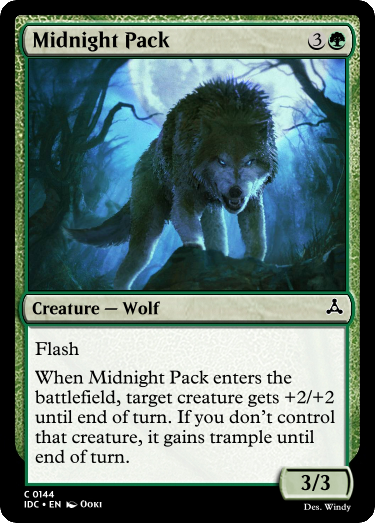 Midnight Pack 3
Creature — Wolf
Flash
When Midnight Pack enters the
battlefield, target creature gets +2/+2
until end of turn. If you don't control
that creature, it gains trample until
end of turn.
3/3
C 0144
IDC • EN Ooki
Des. Windy